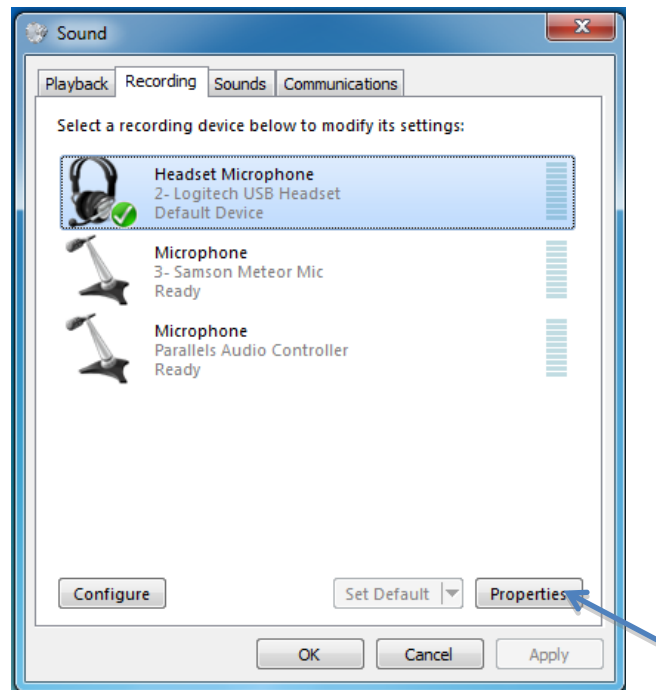 Sound
Playback Recording Sounds Communications
Select a recording device below to modify its settings:
Headset Microphone
2- Logitech USB Headset
Default Device
Microphone
3- Samson Meteor Mic
Ready
Microphone
Parallels Audio Controller
Ready
Configure Set Default Properties
OK Cancel Apply